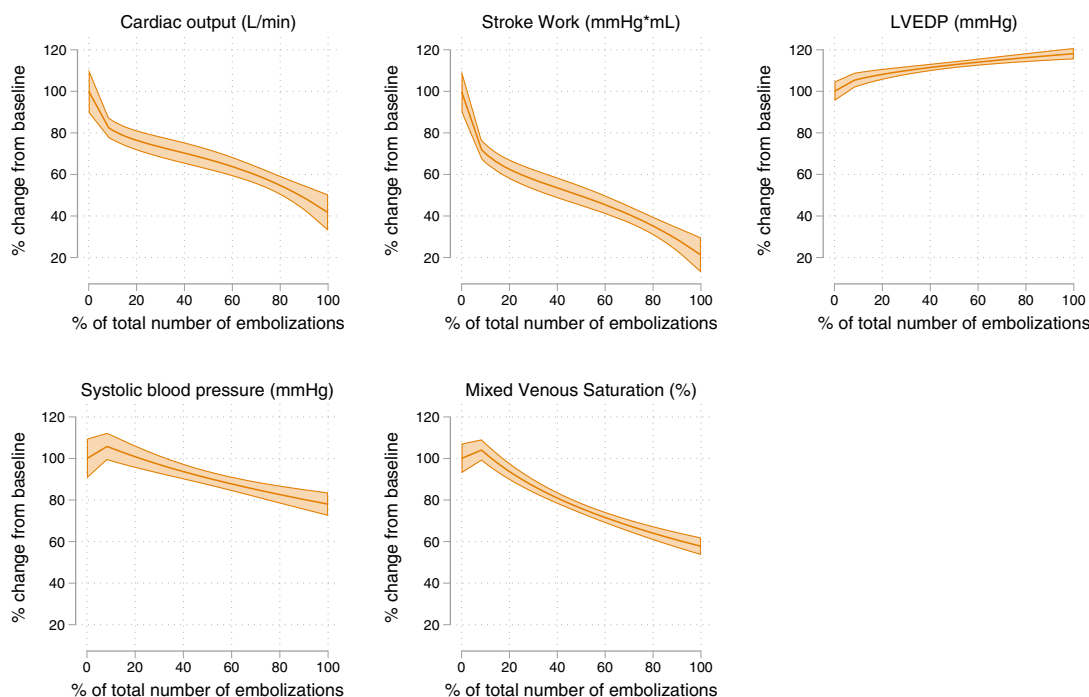 Cardiac output (L/min)
% change from baseline
120
100
80
60
40
20
0 20 40 60 80 100
% of total number of embolizations
Stroke Work (mmHg*mL)
% change from baseline
120
100
80
60
40
20
0 20 40 60 80 100
% of total number of embolizations
LVEDP (mmHg)
% change from baseline
120
100
80
60
40
20
0 20 40 60 80 100
% of total number of embolizations
Systolic blood pressure (mmHg)
% change from baseline
120
100
80
60
40
20
0 20 40 60 80 100
% of total number of embolizations
Mixed Venous Saturation (%)
% change from baseline
120
100
80
60
40
20
0 20 40 60 80 100
% of total number of embolizations